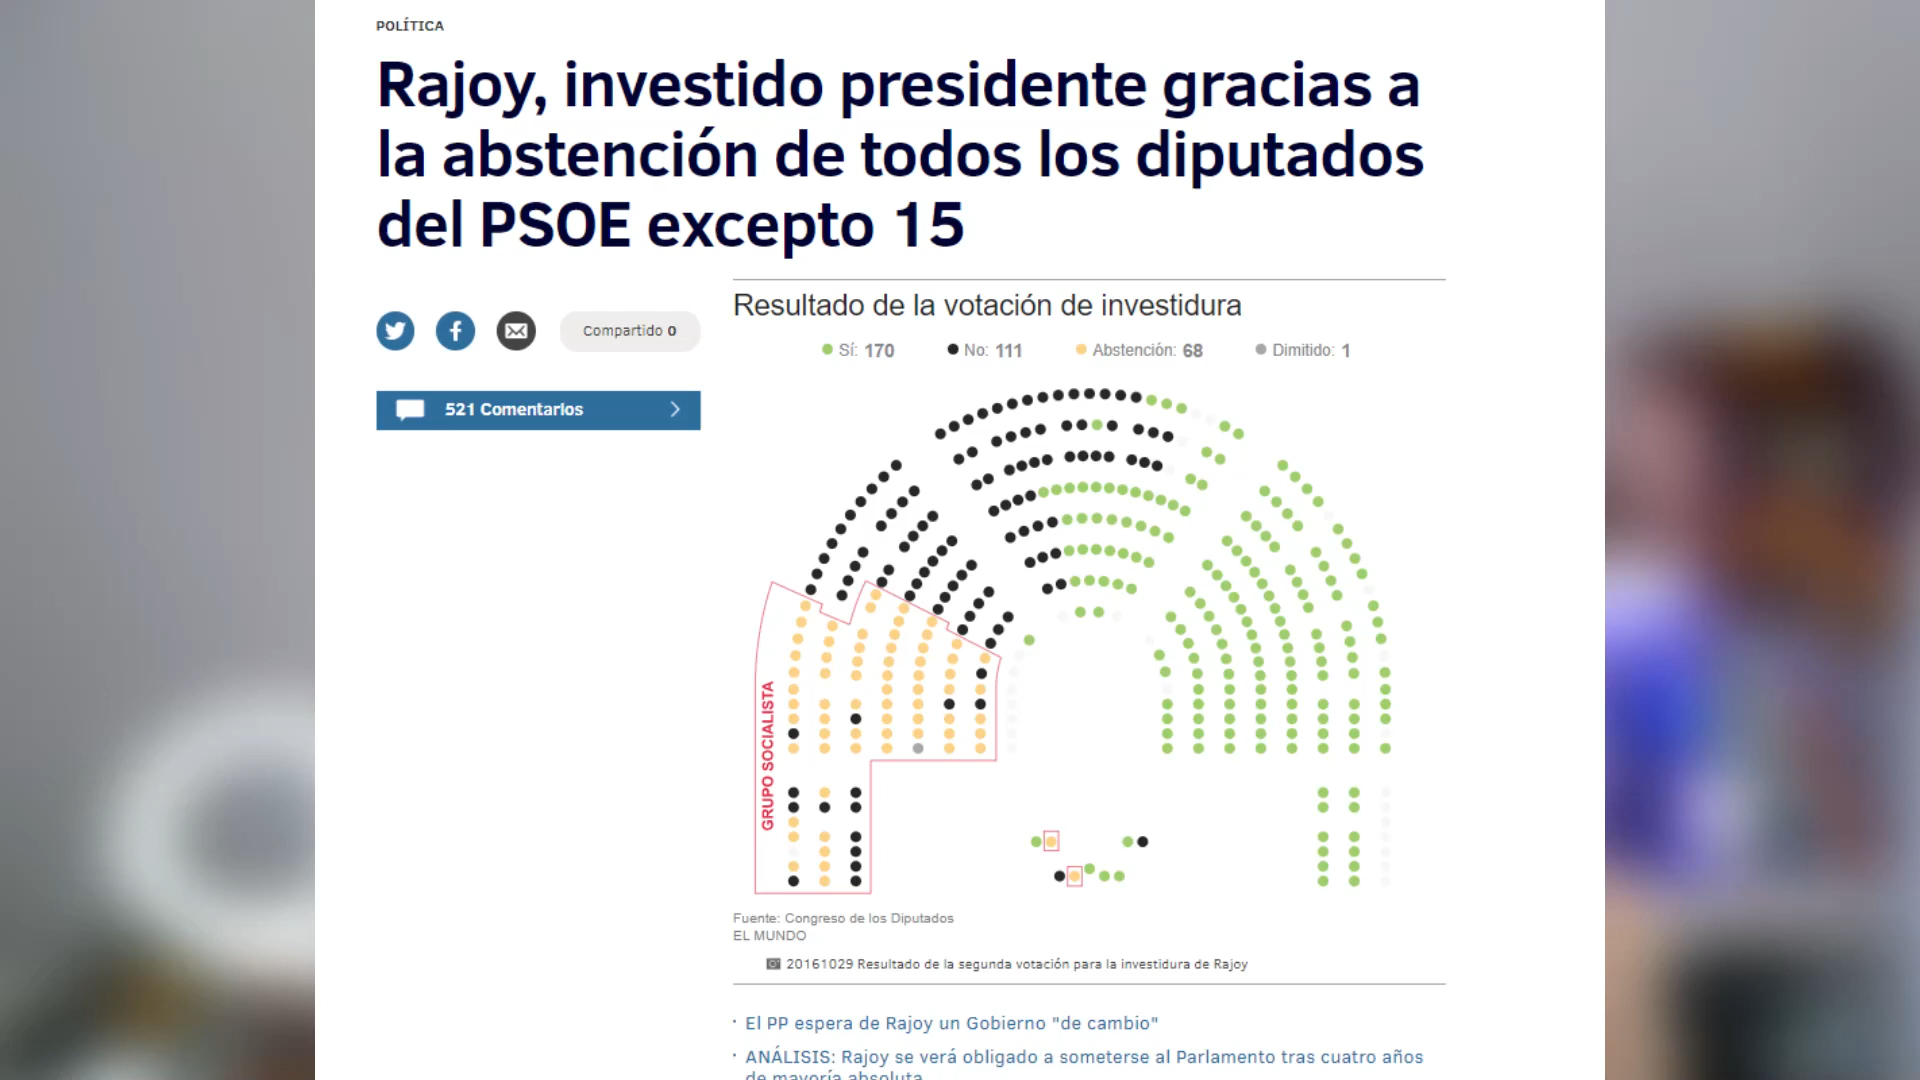 POLÍTICA
Rajoy, investido presidente gracias a
la abstención de todos los diputados
del PSOE excepto 15
Compartido 0
521 Comentarios
Resultado de la votación de investidura
Sí: 170 No: 111 Abstención: 68 Dimitido: 1
GRUPO SOCIALISTA
Fuente: Congreso de los Diputados
EL MUNDO
20161029 Resultado de la segunda votación para la investidura de Rajoy
· El PP espera de Rajoy un Gobierno "de cambio"
· ANÁLISIS: Rajoy se verá obligado a someterse al Parlamento tras cuatro años
de mayoría absoluta